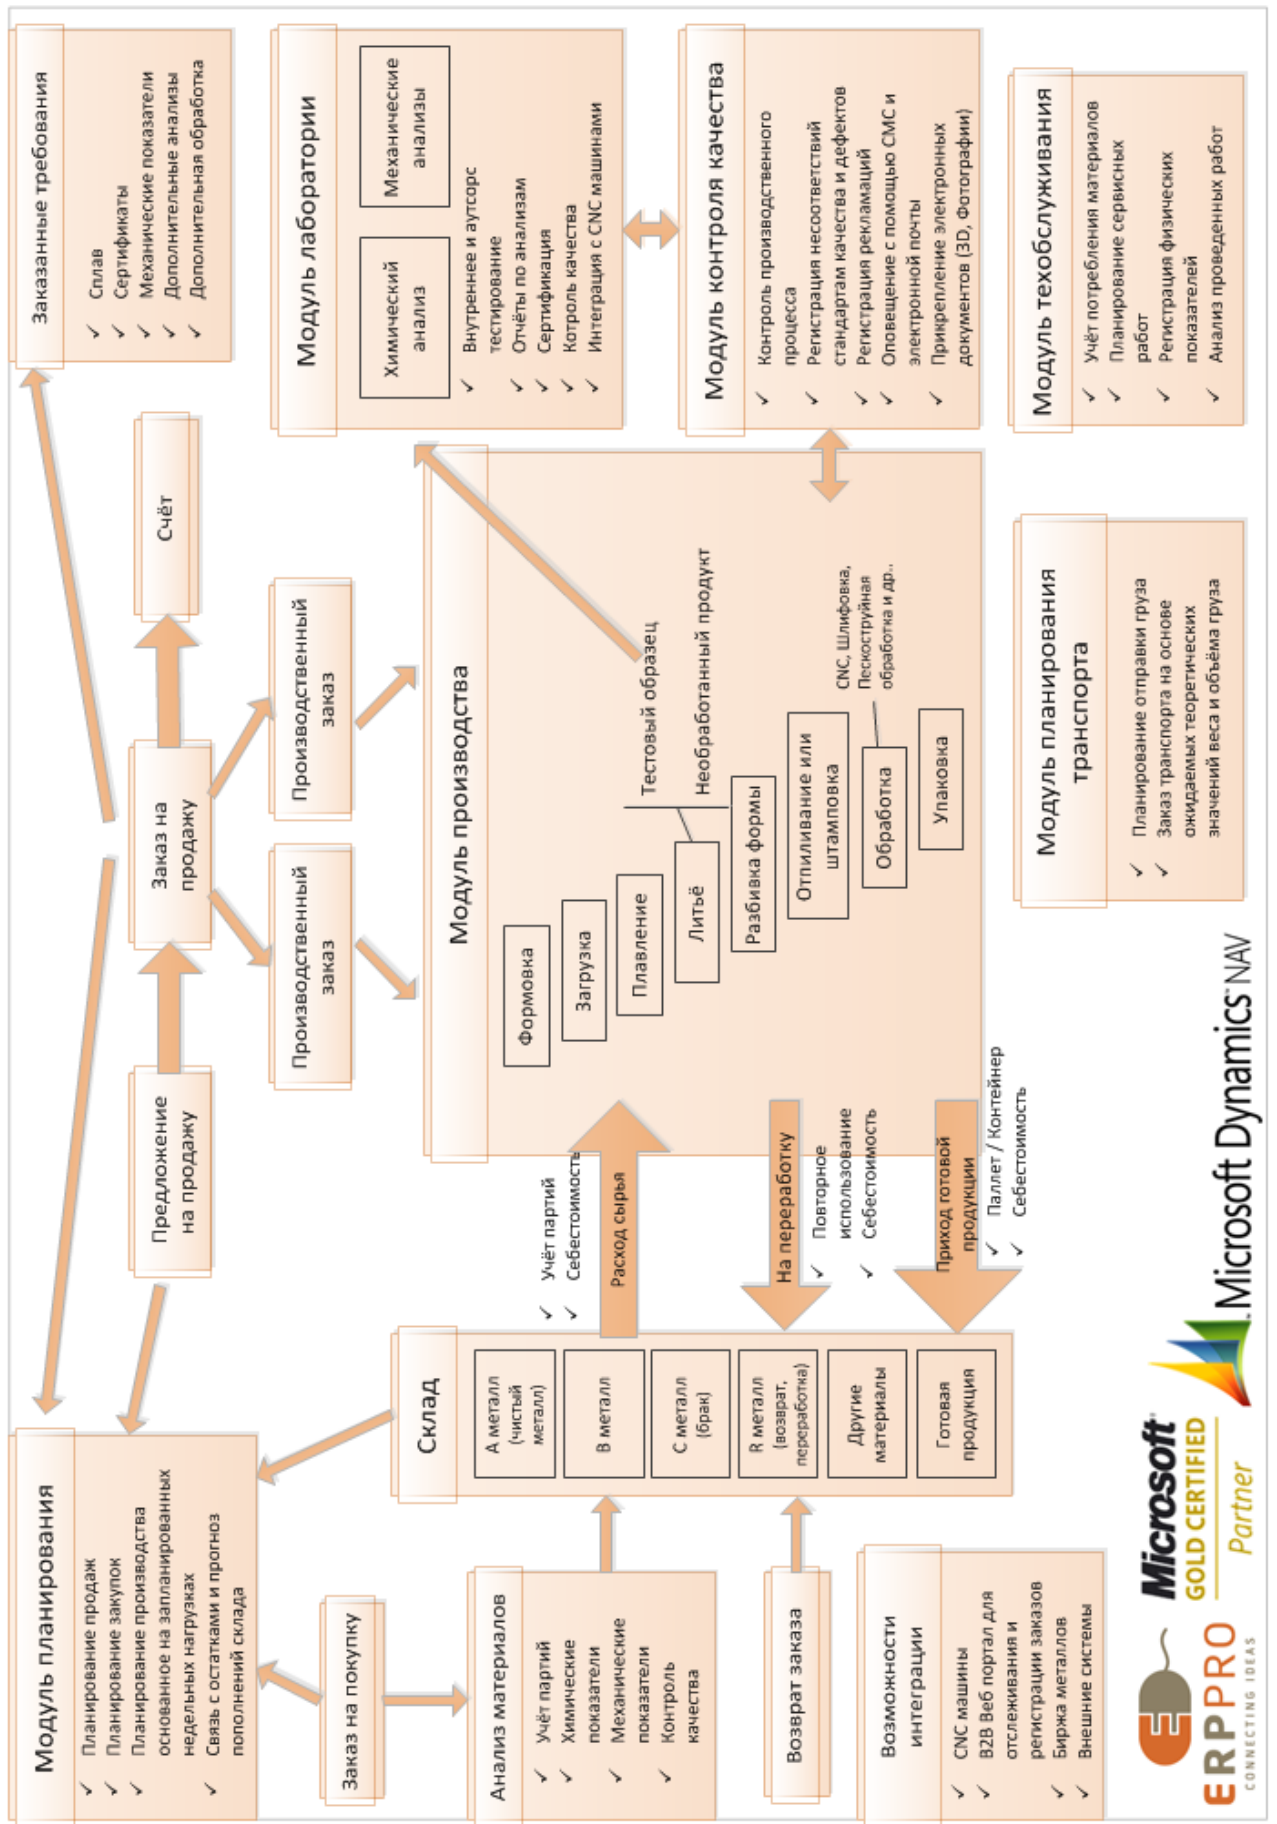 Модуль планирования
✓ Планирование продаж
✓ Планирование закупок
✓ Планирование производства
основанное на запланированных
недельных нагрузках
✓ Связь с остатками и прогноз
пополнений склада
Предложение
на продажу
Заказ на
продажу
Счёт
Заказанные требования
✓ Сплав
✓ Сертификаты
✓ Механические показатели
✓ Дополнительные анализы
✓ Дополнительная обработка
Заказ на покупку
Производственный
заказ
Производственный
заказ
Анализ материалов
✓ Учёт партий
✓ Химические
показатели
✓ Механические
показатели
✓ Контроль
качества
Возврат заказа
Возможности
интеграции
✓ CNC машины
✓ B2B Веб портал для
отслеживания и
регистрации заказов
✓ Биржа металлов
✓ Внешние системы
Склад
А металл
(чистый
металл)
В металл
С металл
(брак)
R металл
(возврат,
переработка)
Другие
материалы
Готовая
продукция
✓ Учёт партий
✓ Себестоимость
Расход сырья
На переработку
✓ Повторное
использование
✓ Себестоимость
Приход готовой
продукции
✓ Паллет / Контейнер
✓ Себестоимость
Модуль производства
Формовка
Загрузка
Плавление
Литьё
Тестовый образец
Необработанный продукт
Разбивка формы
Отпиливание или
штамповка
Обработка
CNC, Шлифовка,
Пескоструйная
обработка и др..
Упаковка
Модуль лаборатории
Химический
анализ
Механические
анализы
✓ Внутреннее и аутсорс
тестирование
✓ Отчёты по анализам
✓ Сертификация
✓ Котроль качества
✓ Интеграция с CNC машинами
Модуль контроля качества
✓ Контроль производственного
процесса
✓ Регистрация несоответствий
стандартам качества и дефектов
✓ Регистрация рекламаций
✓ Оповещение с помощью СМС и
электронной почты
✓ Прикрепление электронных
документов (3D, Фотографии)
Модуль планирования
транспорта
✓ Планирование отправки груза
✓ Заказ транспорта на основе
ожидаемых теоретических
значений веса и объёма груза
Модуль техобслуживания
✓ Учёт потребления материалов
✓ Планирование сервисных
работ
✓ Регистрация физических
показателей
✓ Анализ проведенных работ
ERPPRO
CONNECTING IDEAS
Microsoft
GOLD CERTIFIED
Partner
Microsoft Dynamics NAV